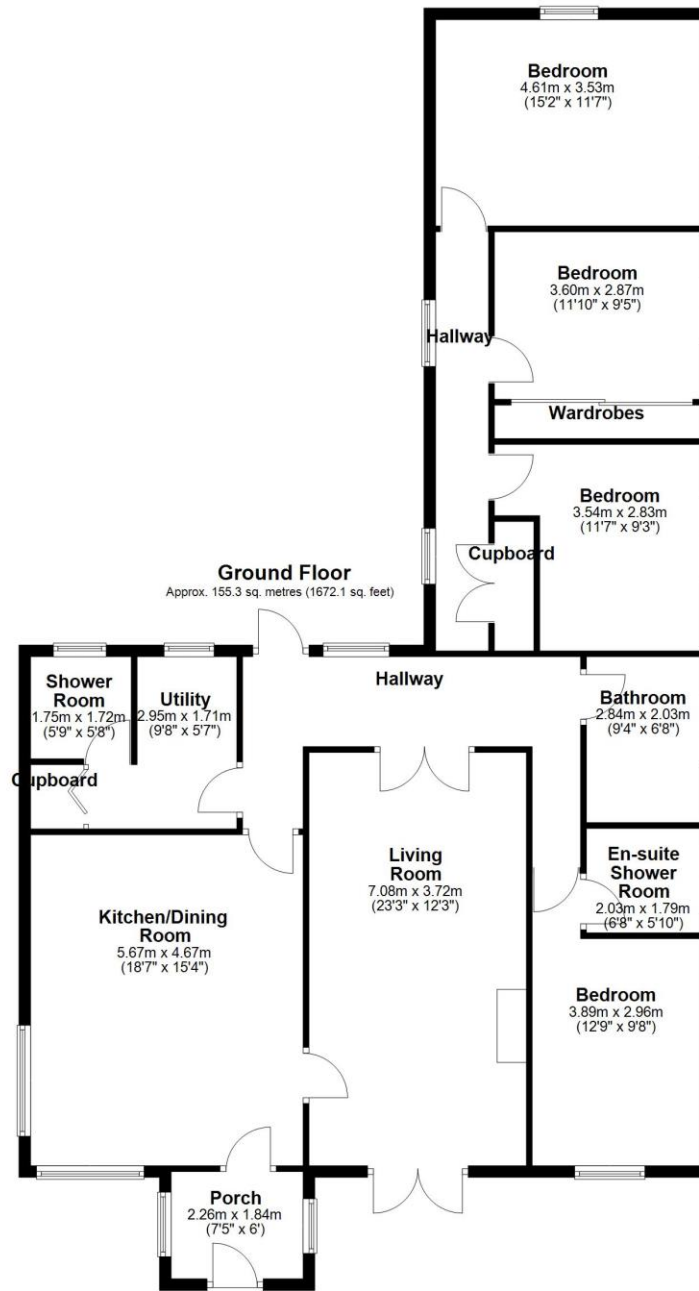 Bedroom
4.61m x 3.53m
(15'2" x 11'7")
Bedroom
3.60m x 2.87m
(11'10" x 9'5")
Hallway
Wardrobes
Bedroom
3.54m x 2.83m
(11'7" x 9'3")
Cupboard
Ground Floor
Approx. 155.3 sq. metres (1672.1 sq. feet)
Hallway
Shower
Room
1.75m x 1.72m
(5'9" x 5'8")
Utility
2.95m x 1.71m
(9'8" x 5'7")
Bathroom
2.84m x 2.03m
(9'4" x 6'8")
Cupboard
Living
Room
7.08m x 3.72m
(23'3" x 12'3")
En-suite
Shower
Room
2.03m x 1.79m
(6'8" x 5'10")
Kitchen/Dining
Room
5.67m x 4.67m
(18'7" x 15'4")
Bedroom
3.89m x 2.96m
(12'9" x 9'8")
Porch
2.26m x 1.84m
(7'5" x 6')